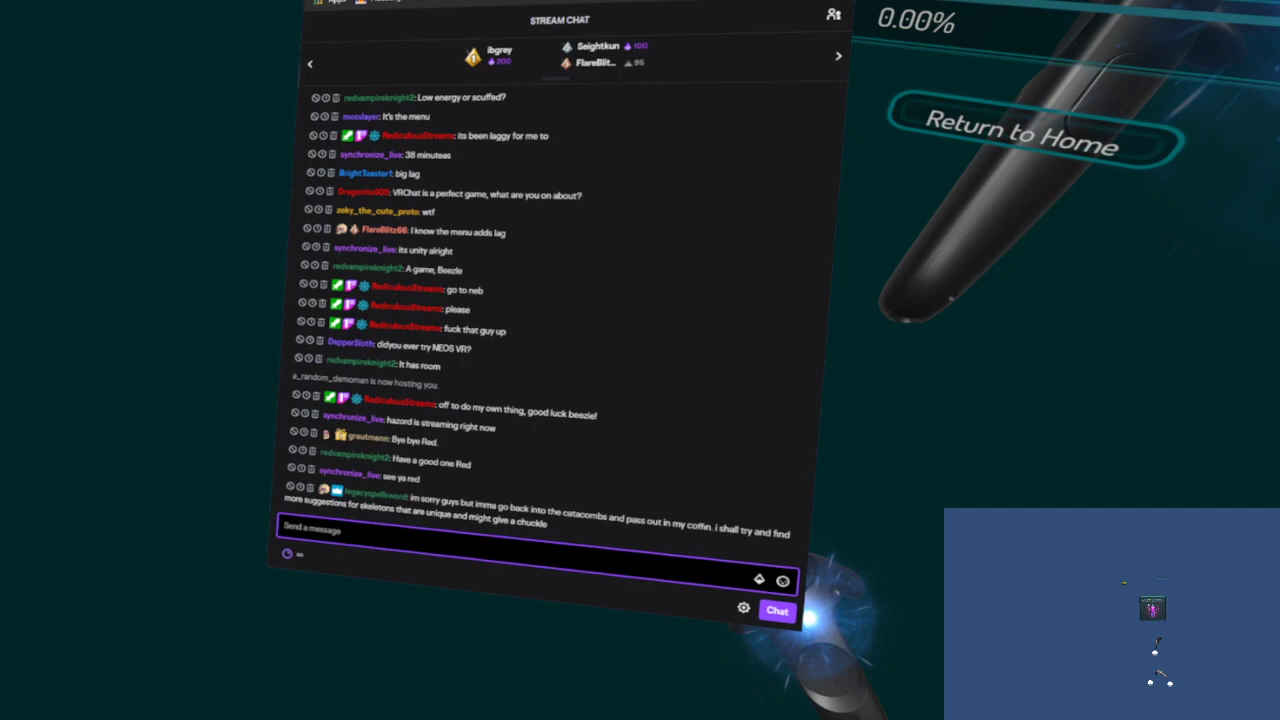 STREAM CHAT
ibgrey
200
Seightkun 100
FlareBlit... 95
0.00%
Return to Home
redvampireknight2: Low energy or scuffed?
mosslayer: It's the menu
RediculousStreams: its been laggy for me to
synchronize_live: 38 minuteas
BrightToaster1: big lag
Dragonite905: VRChat is a perfect game, what are you on about?
zeky_the_cute_proto: wtf
FlareBlitz66: I know the menu adds lag
synchronize_live: its unity alright
redvampireknight2: A game, Beezle
RediculousStreams: go to neb
RediculousStreams: please
RediculousStreams: fuck that guy up
DapperSloth: didyou ever try NEOS VR?
redvampireknight2: It has room
a_random_demoman is now hosting you.
RediculousStreams: off to do my own thing, good luck beezie!
synchronize_live: hazord is streaming right now
grautmann: Bye bye Red.
redvampireknight2: Have a good one Red
synchronize_live: see ya red
legacyspellsword: im sorry guys but imma go back into the catacombs and pass out in my coffin. i shall try and find
more suggestions for skeletons that are unique and might give a chuckle
Send a message
Chat